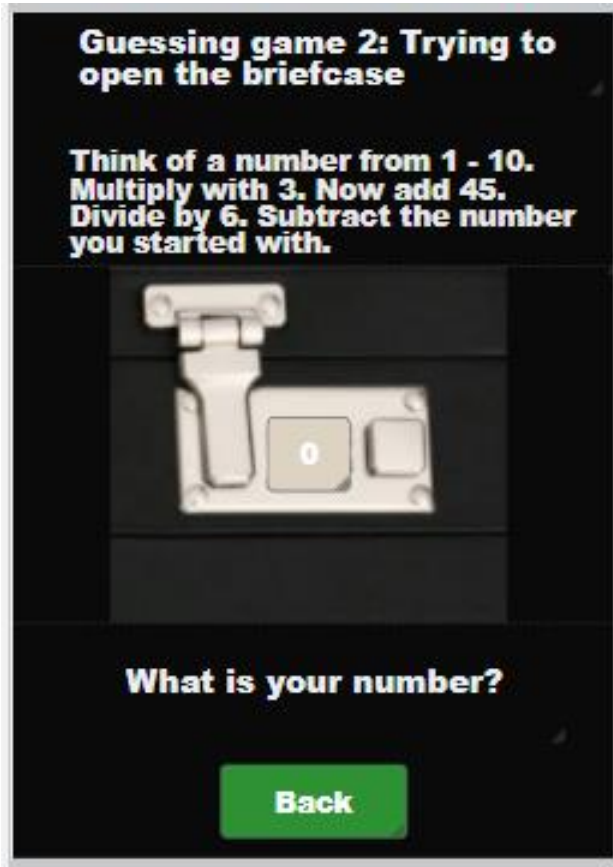 Guessing game 2: Trying to
open the briefcase
Think of a number from 1 - 10.
Multiply with 3. Now add 45.
Divide by 6. Subtract the number
you started with.
0
What is your number?
Back